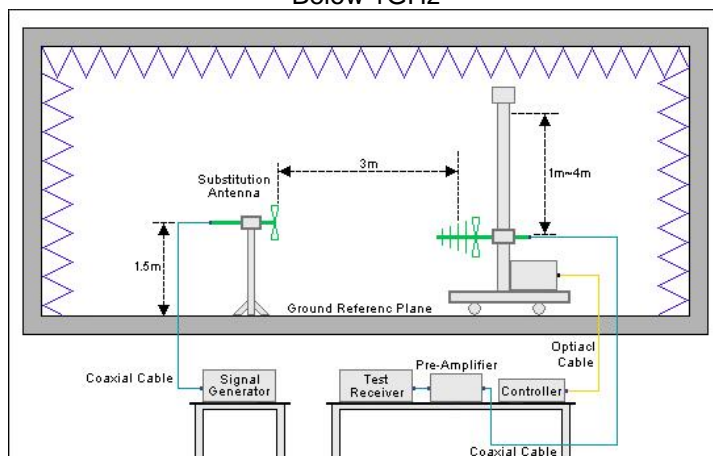 Below 1GHz
3m
1m~4m
Substitution
Antenna
1.5m
Ground Referenc Plane
Optiacl
Cable
Coaxial Cable
Signal
Generator
Test
Receiver
Pre-Amplifier
Controller
Coaxial Cable